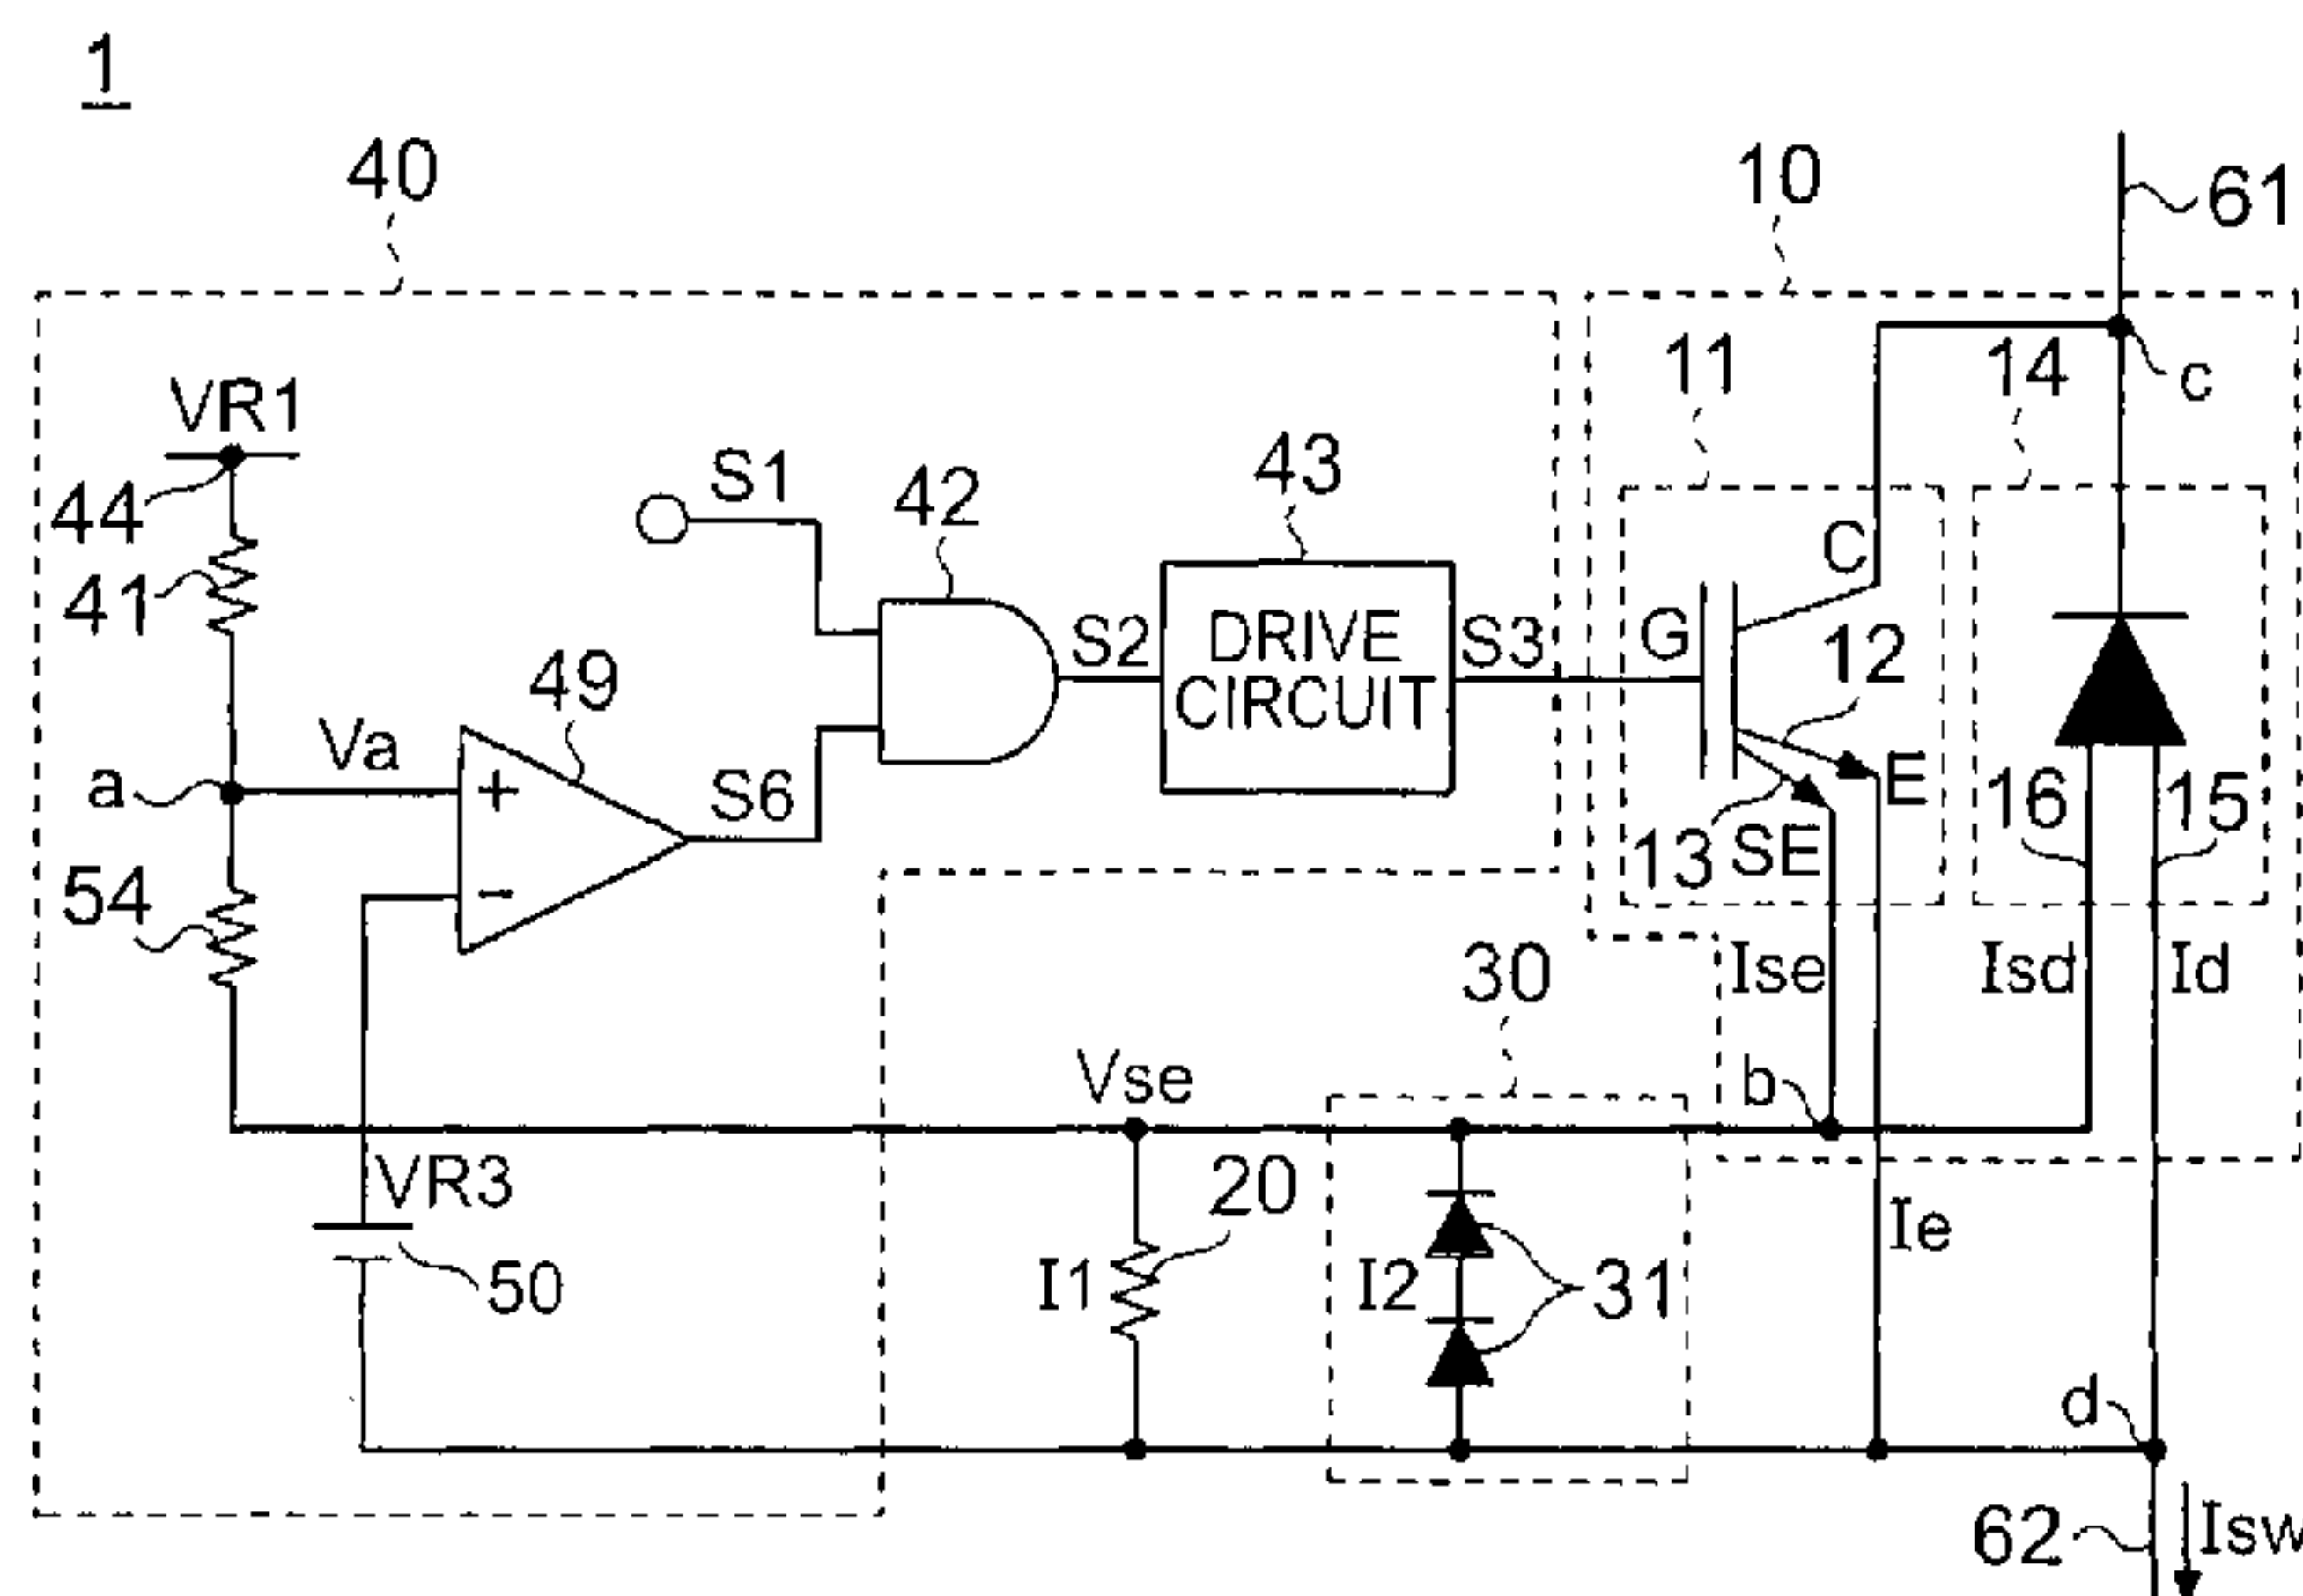 1
40
10
61
11
14
c
VR1
44
S1
42
43
C
41
S2
DRIVE
CIRCUIT
S3
G
12
49
Va
a
+
S6
E
16
15
54
-
13
SE
30
Ise
Isd
Id
Vse
b
VR3
20
Ie
50
I1
I2
31
d
62
Isw